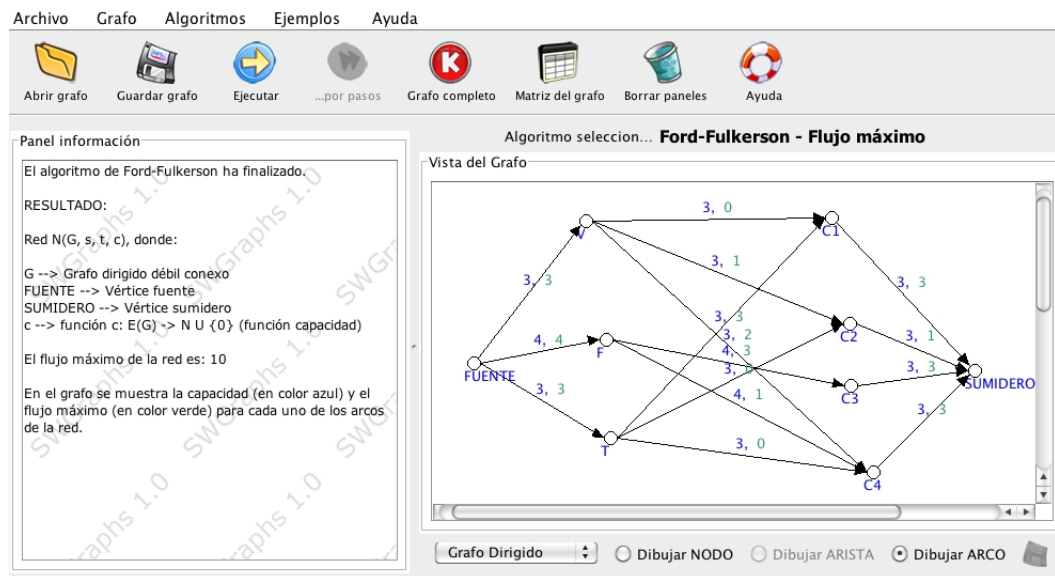 Archivo Grafo Algoritmos Ejemplos Ayuda
Abrir grafo Guardar grafo Ejecutar ...por pasos Grafo completo Matriz del grafo Borrar paneles Ayuda
Panel información
El algoritmo de Ford-Fulkerson ha finalizado.
RESULTADO:
Red N(G, s, t, c), donde:
G --> Grafo dirigido débil conexo
FUENTE --> Vértice fuente
SUMIDERO --> Vértice sumidero
c --> función c: E(G) -> N U {0} (función capacidad)
El flujo máximo de la red es: 10
En el grafo se muestra la capacidad (en color azul) y el
flujo máximo (en color verde) para cada uno de los arcos
de la red.
SWGraphs 1.0
Algoritmo seleccion... Ford-Fulkerson - Flujo máximo
Vista del Grafo
3, 0
V
C1
3, 1
3, 3
3, 3
3, 3
3, 2
4, 3
C2
3, 1
4, 4
F
FUENTE
3, 3
SUMIDERO
3, 3
4, 1
C3
3, 3
T
3, 0
C4
Grafo Dirigido Dibujar NODO Dibujar ARISTA Dibujar ARCO